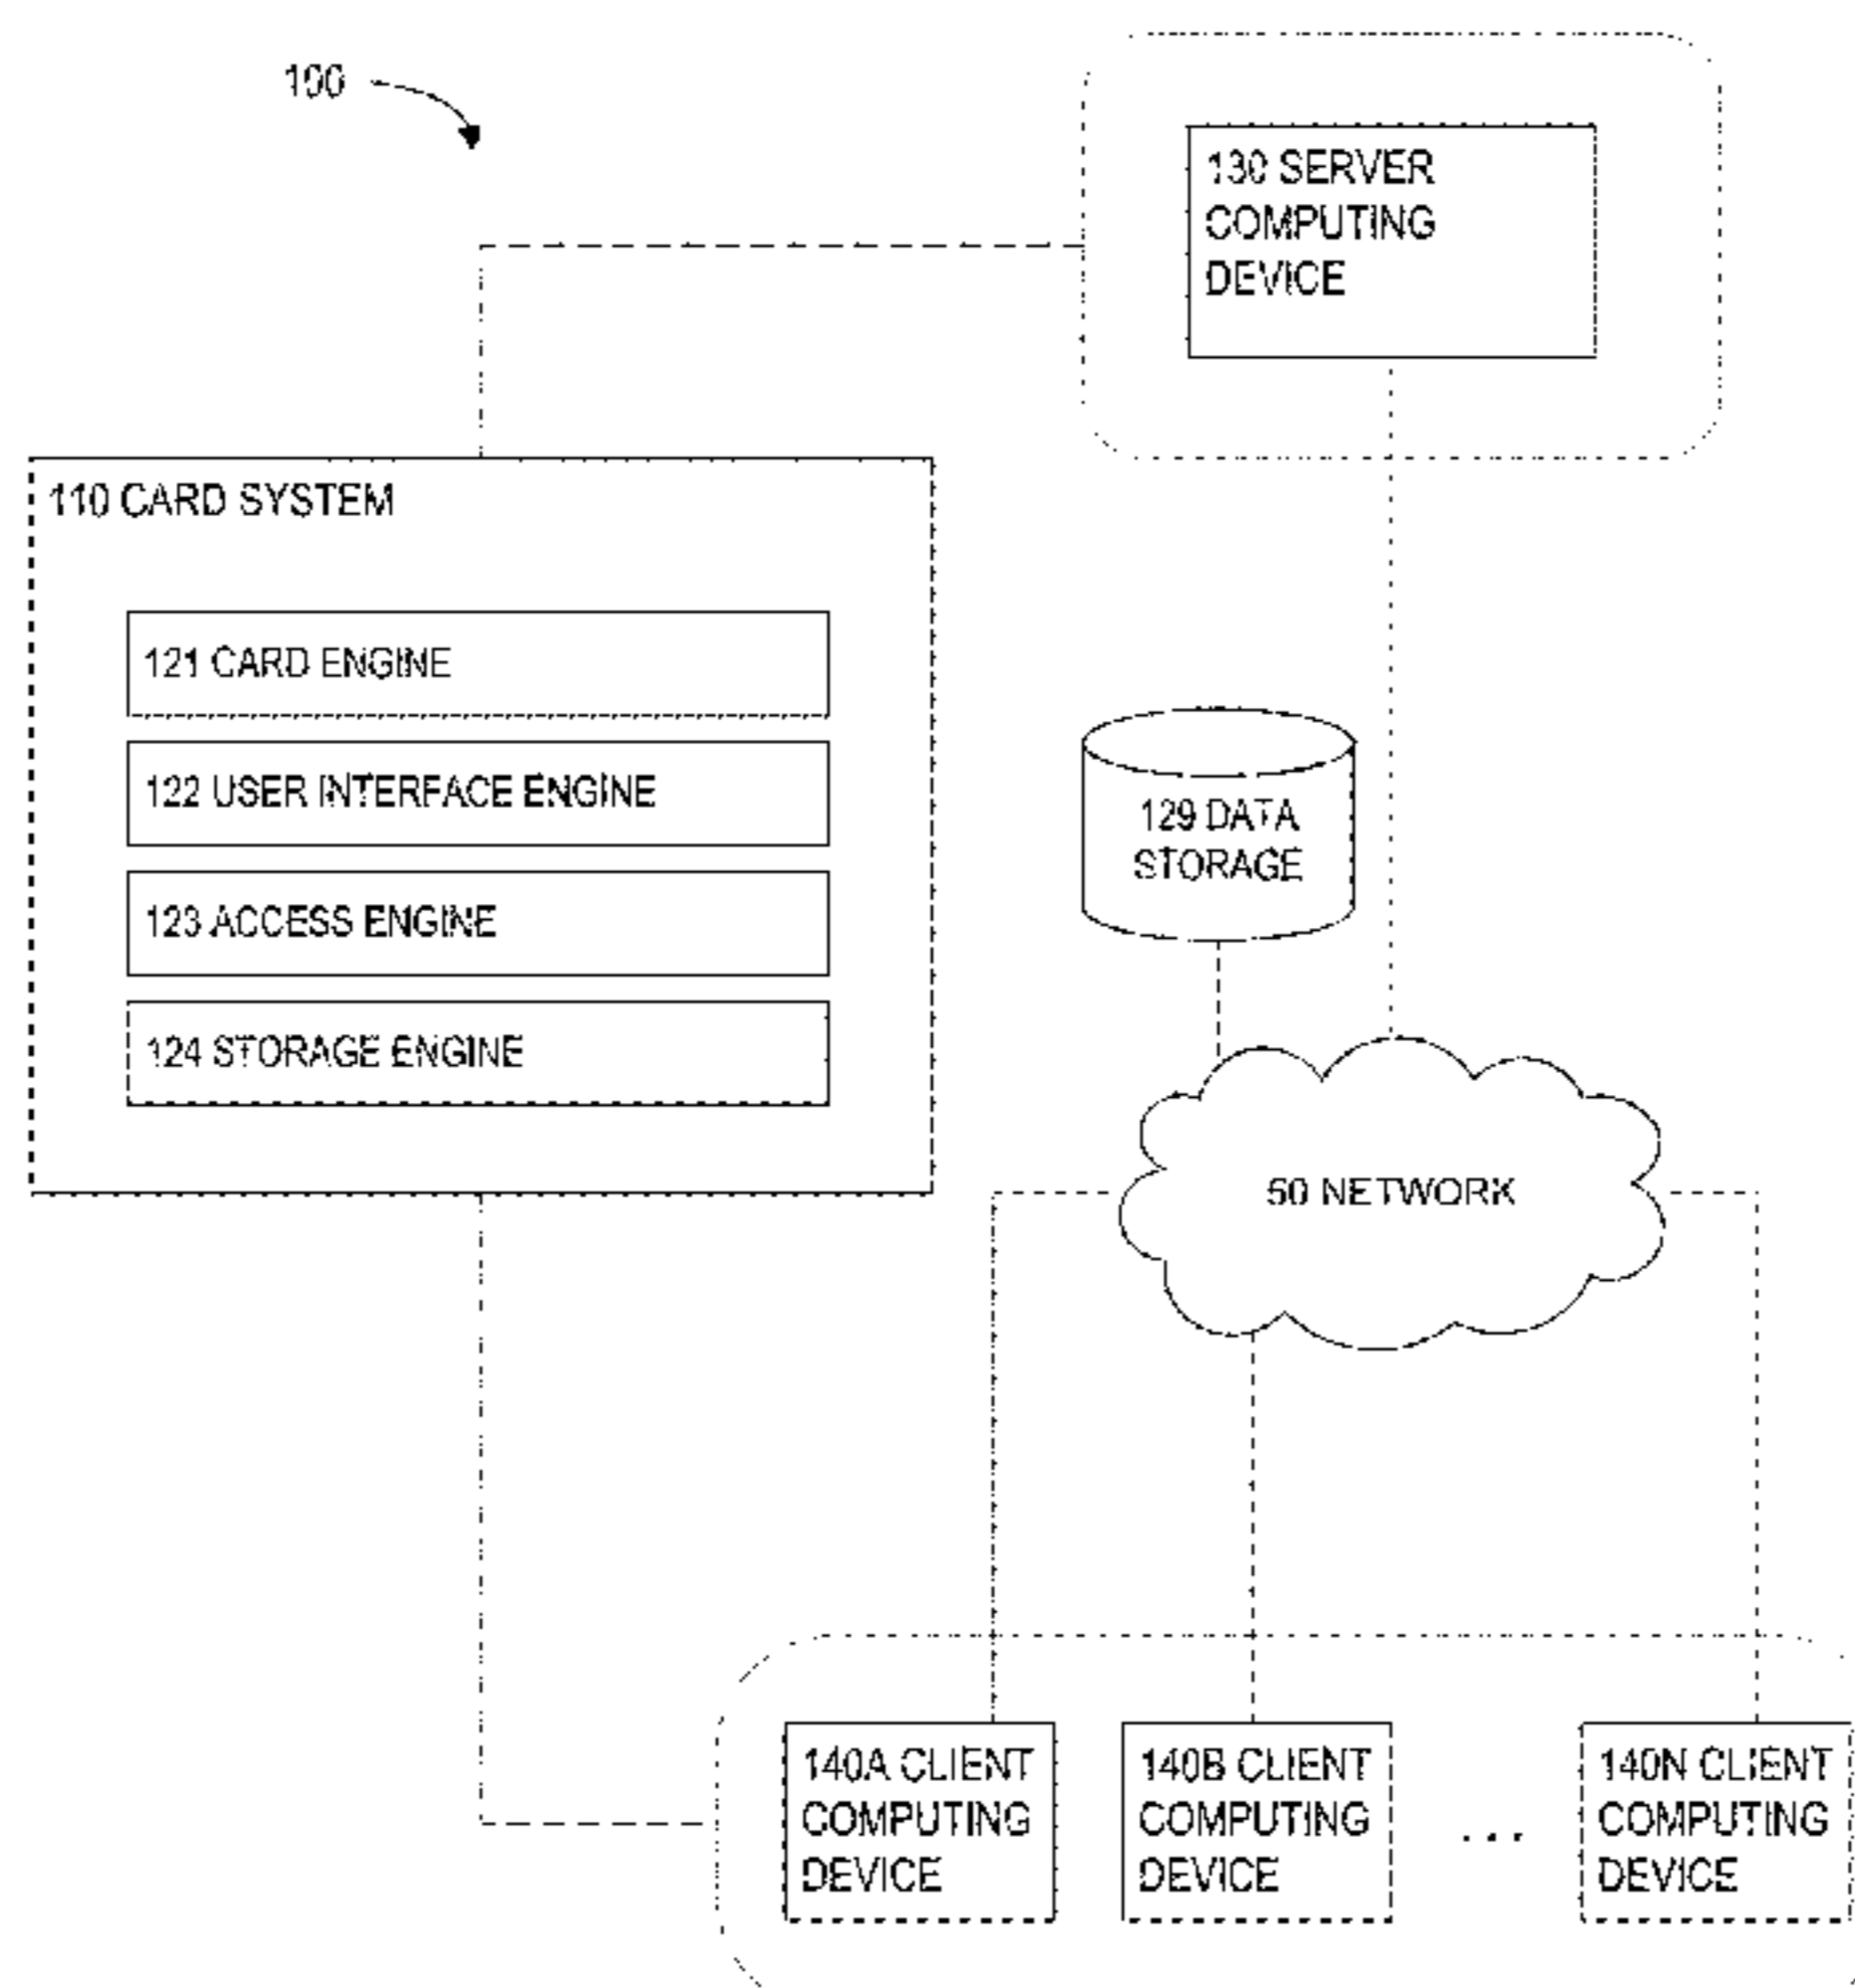 100
130 SERVER
COMPUTING
DEVICE
110 CARD SYSTEM
121 CARD ENGINE
122 USER INTERFACE ENGINE
123 ACCESS ENGINE
124 STORAGE ENGINE
129 DATA
STORAGE
50 NETWORK
140A CLIENT
COMPUTING
DEVICE
140B CLIENT
COMPUTING
DEVICE
...
140N CLIENT
COMPUTING
DEVICE